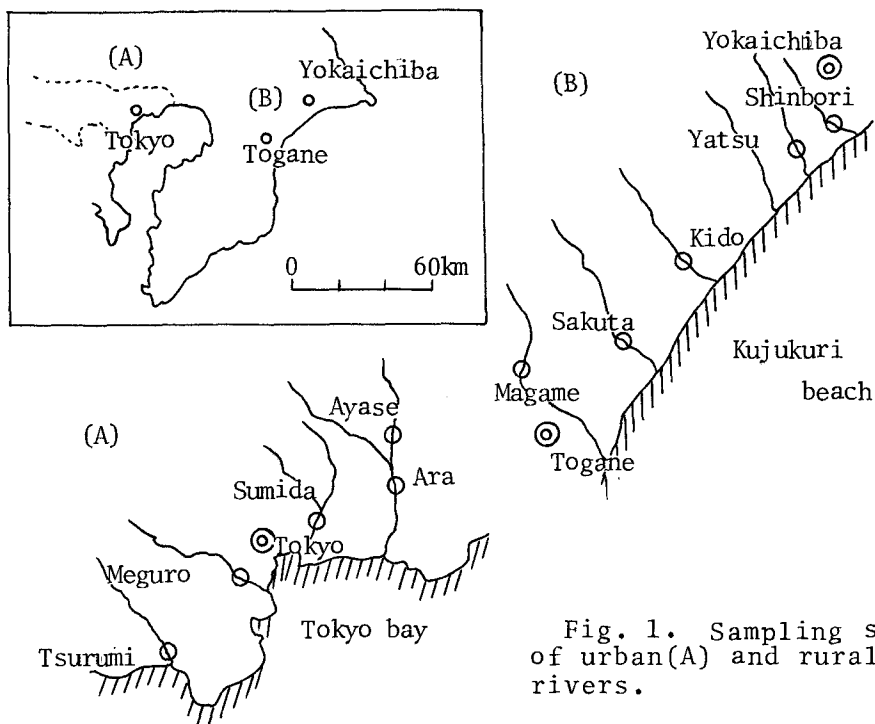 (A)
Yokaichiba
(B)
Tokyo
Togane
0 60km
Yokaichiba
(B)
Shinbori
Yatsu
Kido
Sakuta
Kujukuri
beach
Magame
Togane
Ayase
(A)
Ara
Sumida
Tokyo
Meguro
Tokyo bay
Tsurumi
Fig. 1. Sampling s
of urban(A) and rural
rivers.